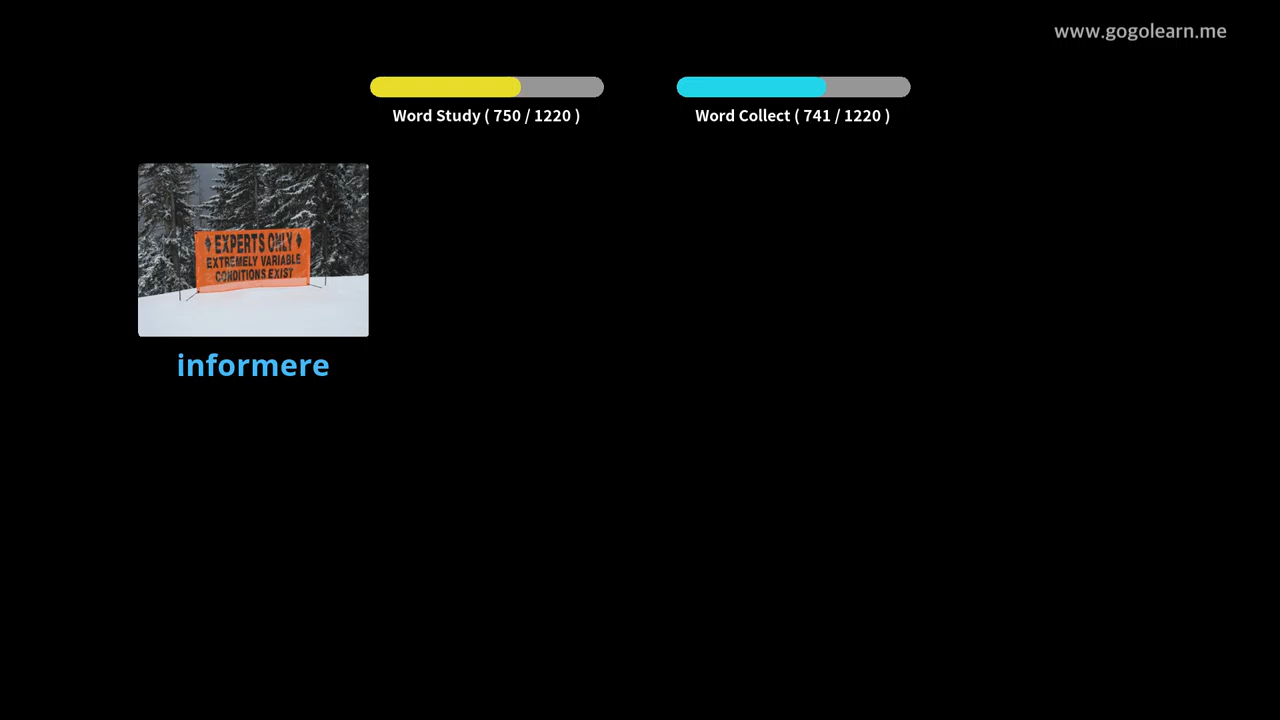 www.gogolearn.me
Word Study ( 750 / 1220 )
Word Collect ( 741 / 1220 )
EXPERTS ONLY
EXTREMELY VARIABLE
CONDITIONS EXIST
informere